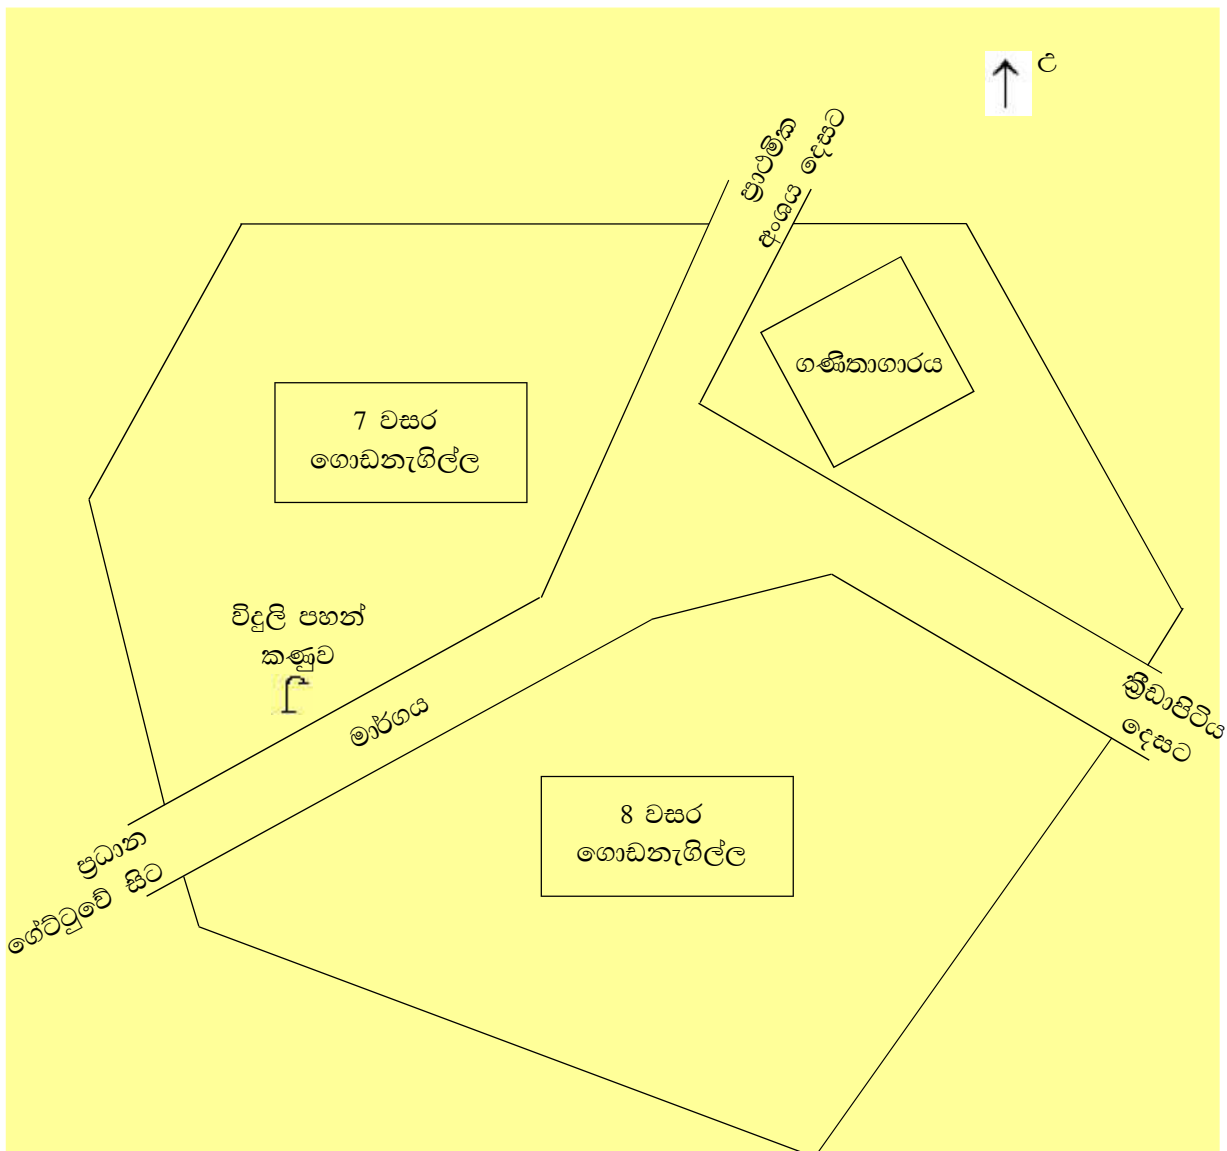 උ
ප්‍රාථමික
අංශය දෙසට
ගණිතාගාරය
7 වසර
ගොඩනැගිල්ල
විදුලි පහන්
කණුව
මාර්ගය
ක්‍රීඩාපිටිය
දෙසට
8 වසර
ගොඩනැගිල්ල
ප්‍රධාන
ගේට්ටුවේ සිට